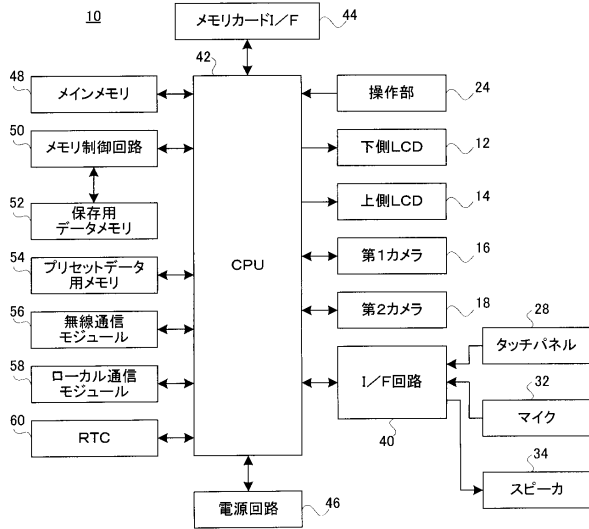 10
メモリカードI/F
44
42
48
メインメモリ
操作部
24
50
メモリ制御回路
下側LCD
12
52
保存用
データメモリ
上側LCD
14
54
プリセットデータ
用メモリ
CPU
第1カメラ
16
56
無線通信
モジュール
第2カメラ
18
28
タッチパネル
58
ローカル通信
モジュール
I/F回路
40
32
マイク
60
RTC
34
スピーカ
電源回路
46